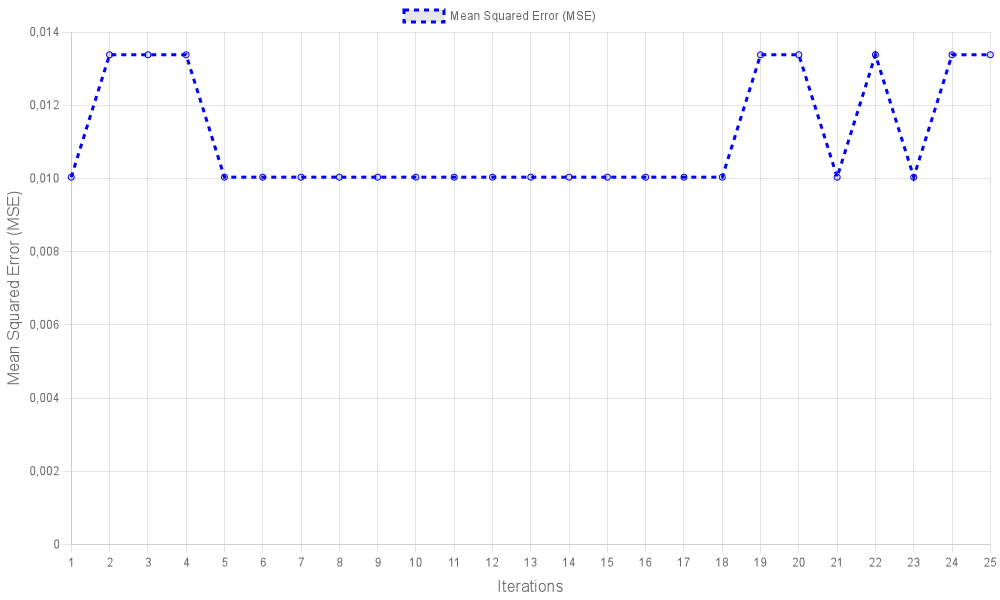 Mean Squared Error (MSE)
Mean Squared Error (MSE)
0,014
0,012
0,010
0,008
0,006
0,004
0,002
0
1 2 3 4 5 6 7 8 9 10 11 12 13 14 15 16 17 18 19 20 21 22 23 24 25
Iterations